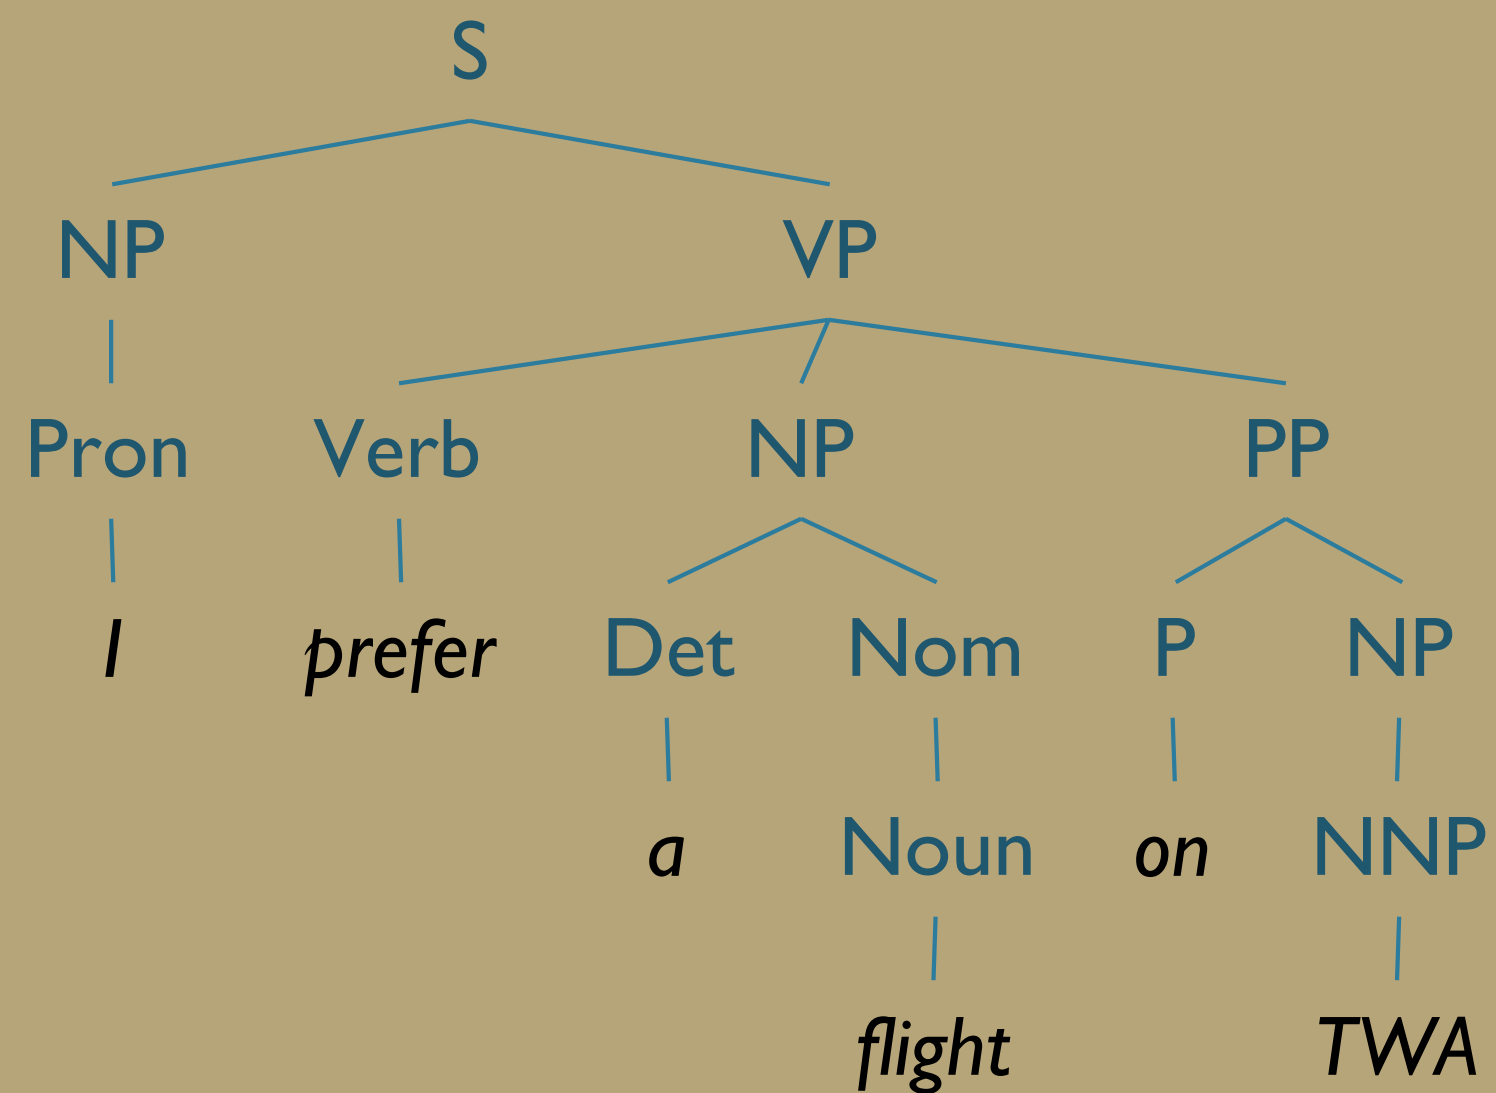 S
NP VP
Pron Verb NP PP
I prefer Det Nom P NP
a Noun on NNP
flight TWA